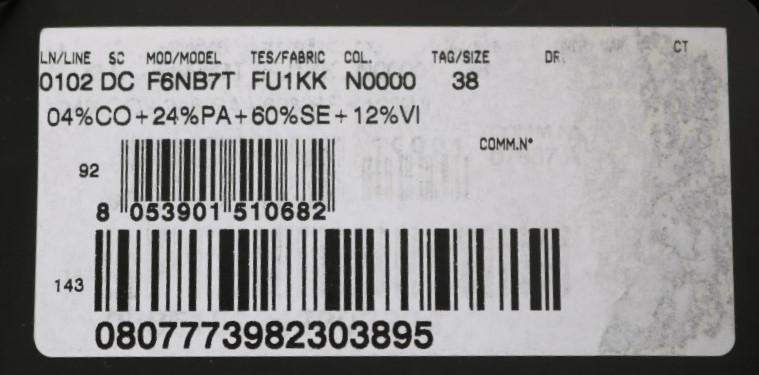 LN/LINE SC MOD/MODEL TES/FABRIC COL. TAG/SIZE DR. CT
0102 DC F6NB7T FU1KK N0000 38
04%CO+24%PA+60%SE+12%VI
COMM.N°
92
8 053901 510682
143
0807773982303895